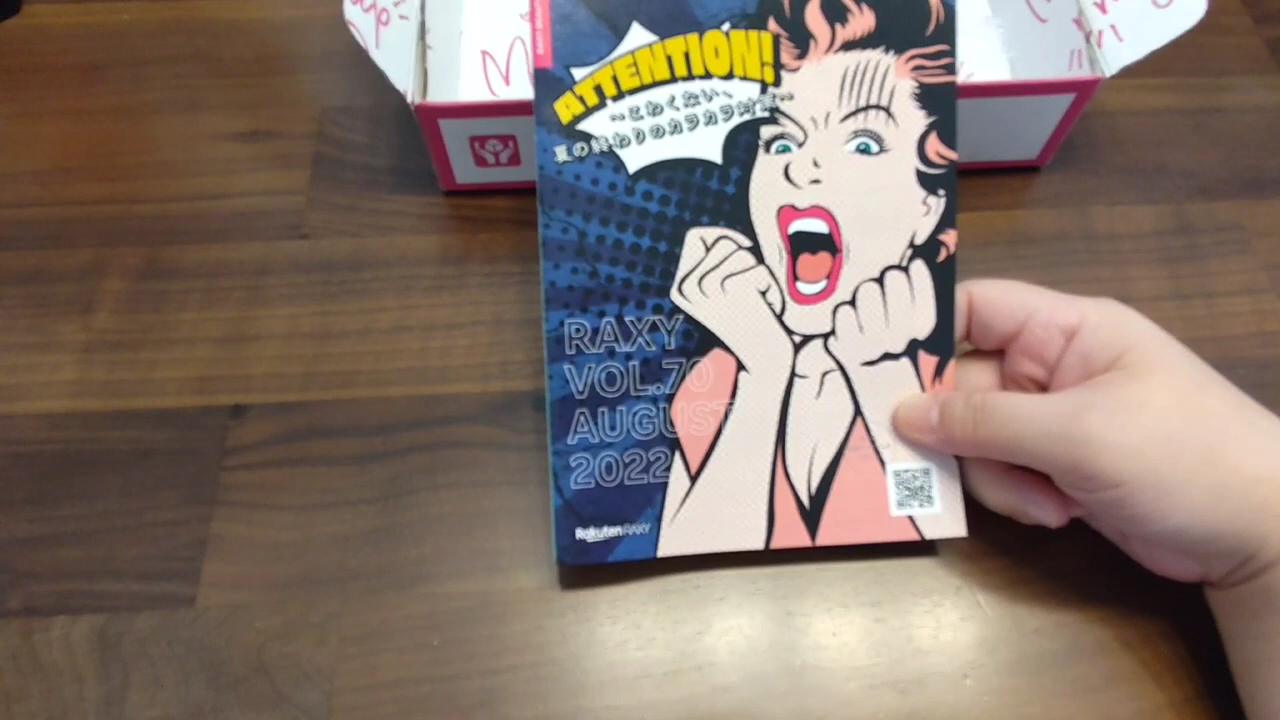 ATTENTION!
~こわくない、
夏の終わりのカラカラ対策~
RAXY
VOL.70
AUGUST
2022
Rakuten RAXY